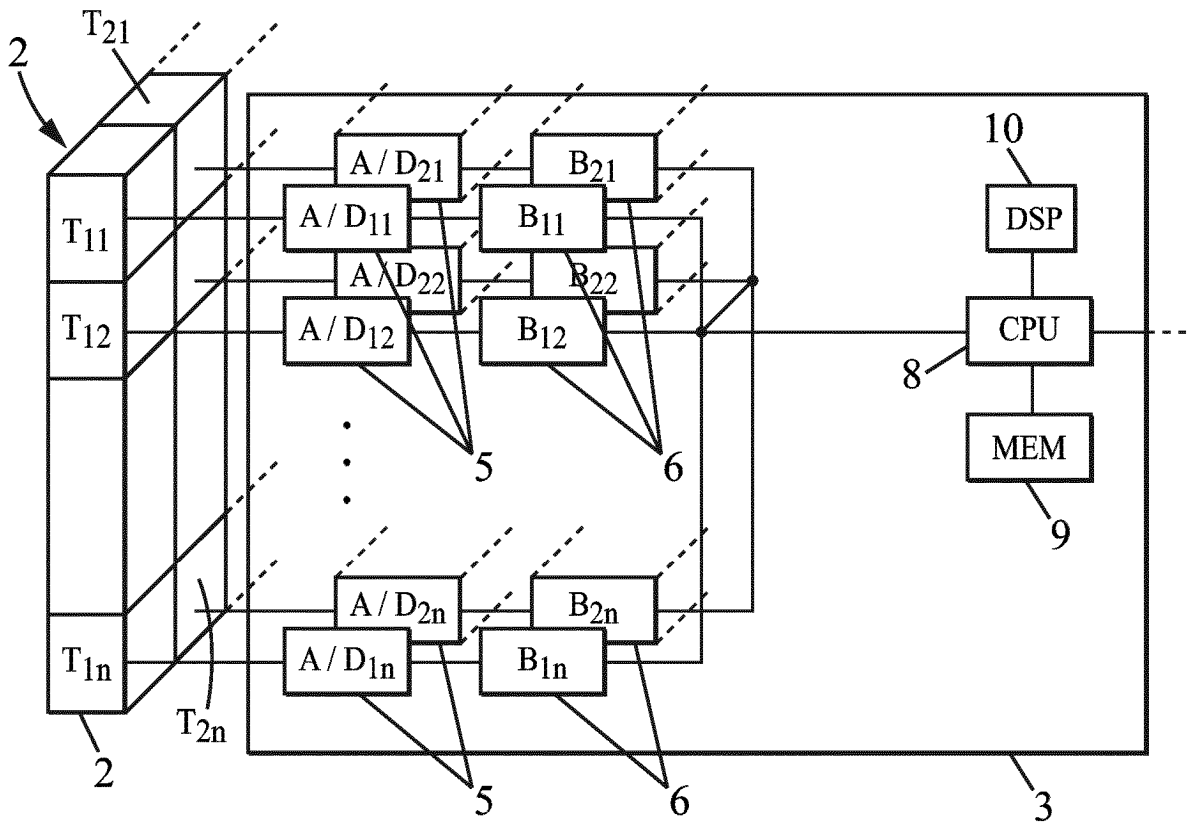 T21
2
10
A / D21
B21
DSP
T11
A / D11
B11
A / D22
B22
T12
A / D12
B12
CPU
8
5
6
MEM
9
A / D2n
B2n
T1n
A / D1n
B1n
T2n
2
5
6
3